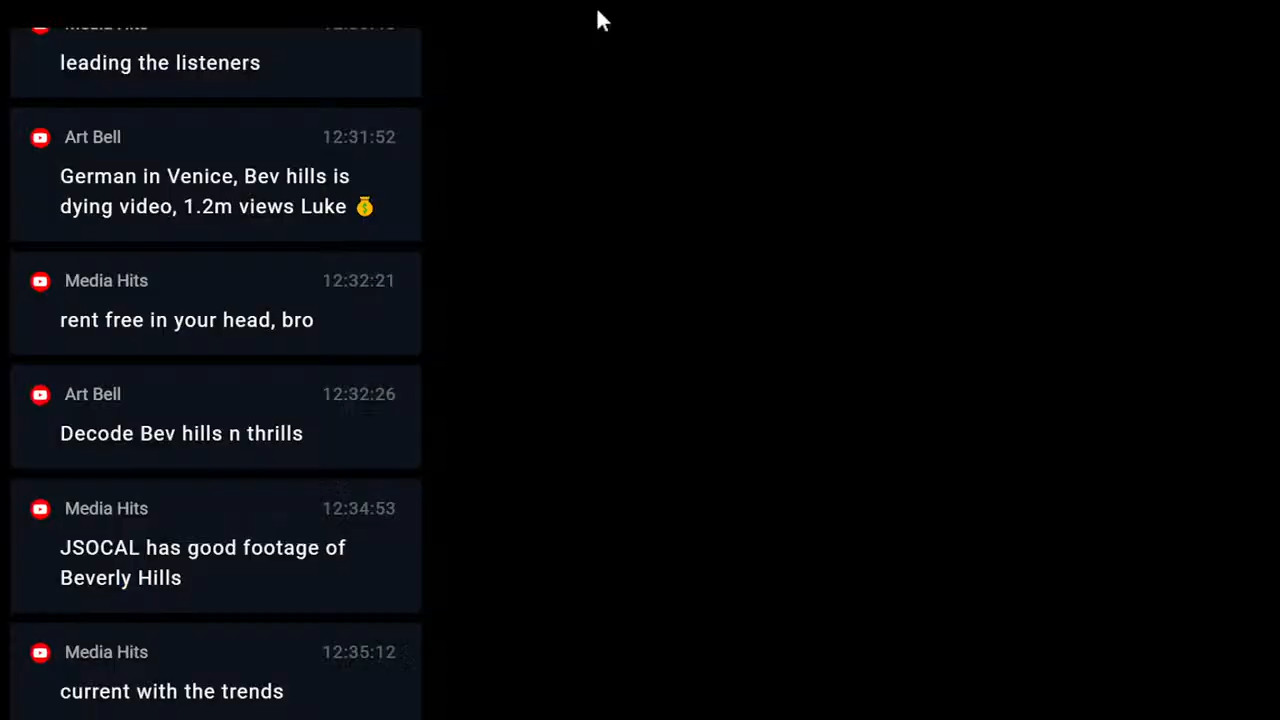 leading the listeners
Art Bell 12:31:52
German in Venice, Bev hills is
dying video, 1.2m views Luke 💰
Media Hits 12:32:21
rent free in your head, bro
Art Bell 12:32:26
Decode Bev hills n thrills
Media Hits 12:34:53
JSOCAL has good footage of
Beverly Hills
Media Hits 12:35:12
current with the trends